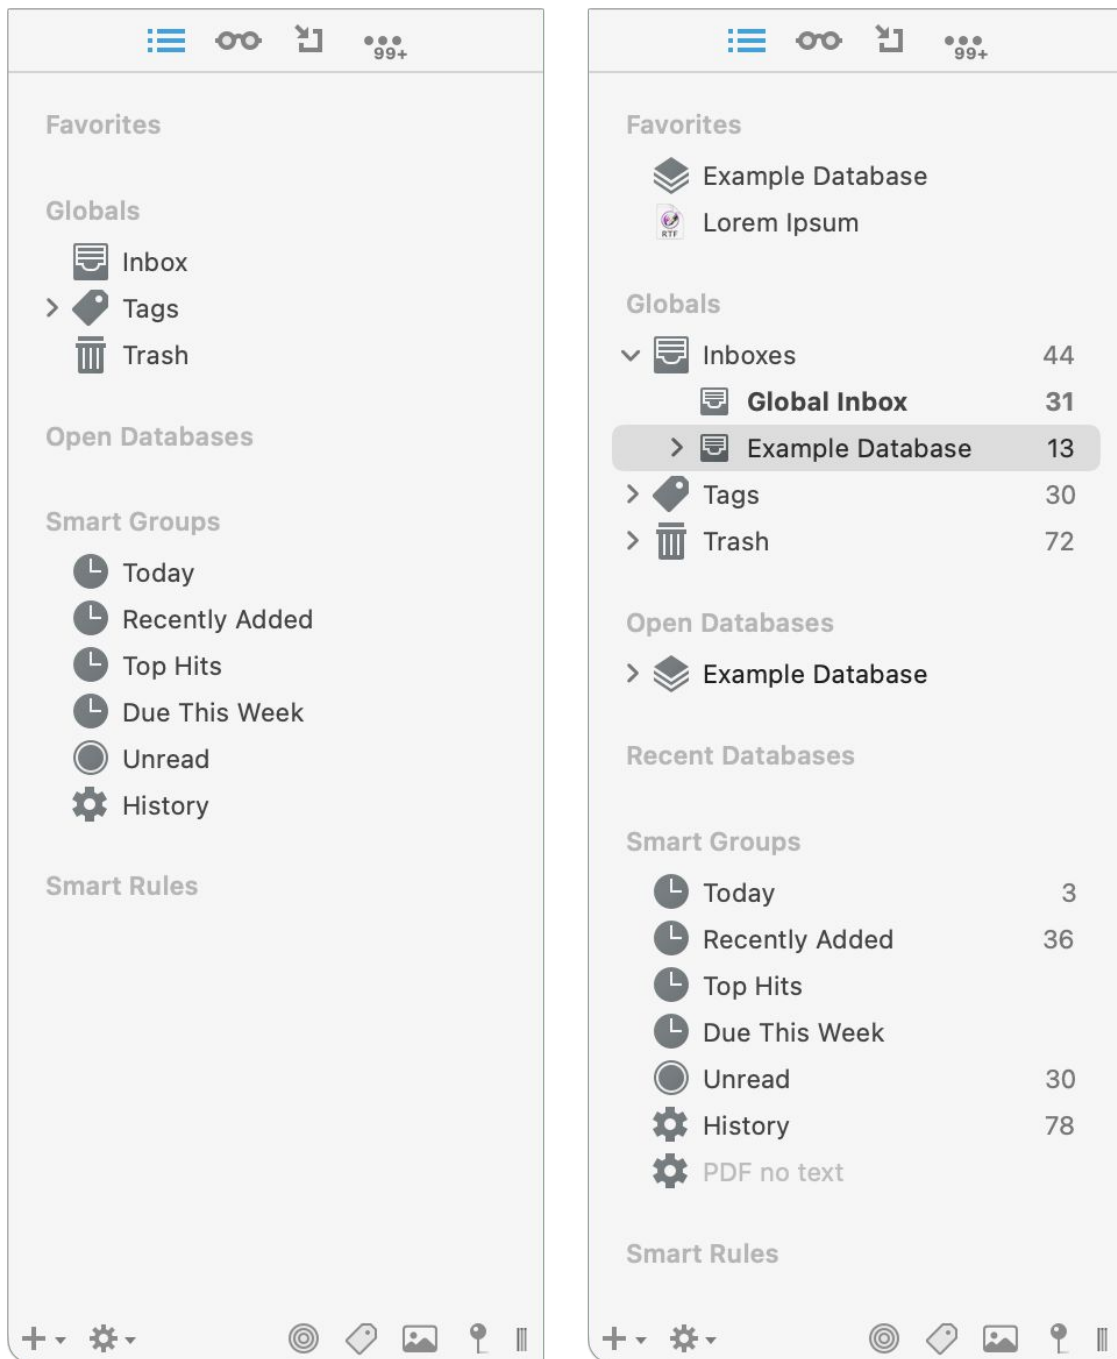 99+
Favorites
Globals
Inbox
Tags
Trash
Open Databases
Smart Groups
Today
Recently Added
Top Hits
Due This Week
Unread
History
Smart Rules
99+
Favorites
Example Database
RTF
Lorem Ipsum
Globals
Inboxes 44
Global Inbox 31
Example Database 13
Tags 30
Trash 72
Open Databases
Example Database
Recent Databases
Smart Groups
Today 3
Recently Added 36
Top Hits
Due This Week
Unread 30
History 78
PDF no text
Smart Rules